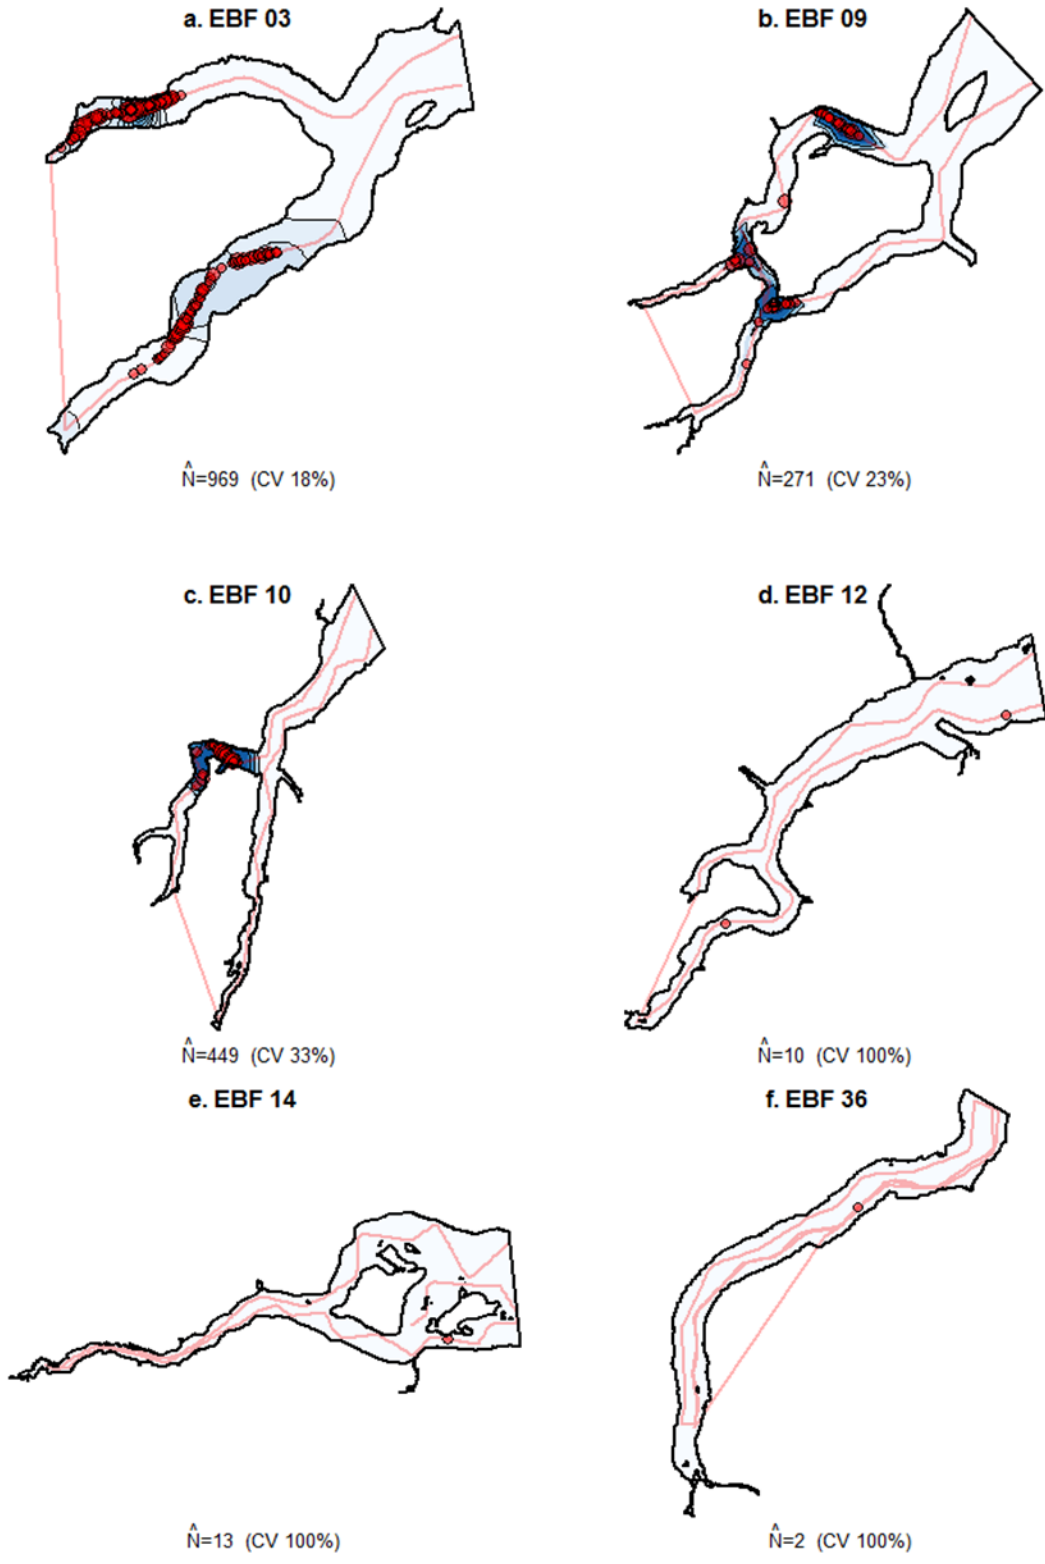 a. EBF 03
b. EBF 09
N̂=969 (CV 18%)
N̂=271 (CV 23%)
c. EBF 10
d. EBF 12
N̂=449 (CV 33%)
N̂=10 (CV 100%)
e. EBF 14
f. EBF 36
N̂=13 (CV 100%)
N̂=2 (CV 100%)